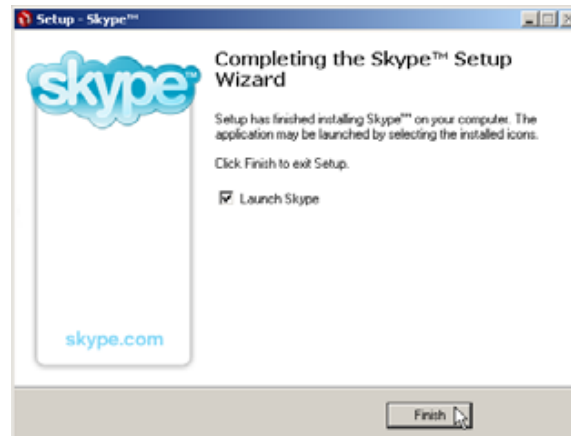 Setup - Skype™
skype™
Completing the Skype™ Setup
Wizard
Setup has finished installing Skype™ on your computer. The
application may be launched by selecting the installed icons.
Click Finish to exit Setup.
Launch Skype
skype.com
Finish